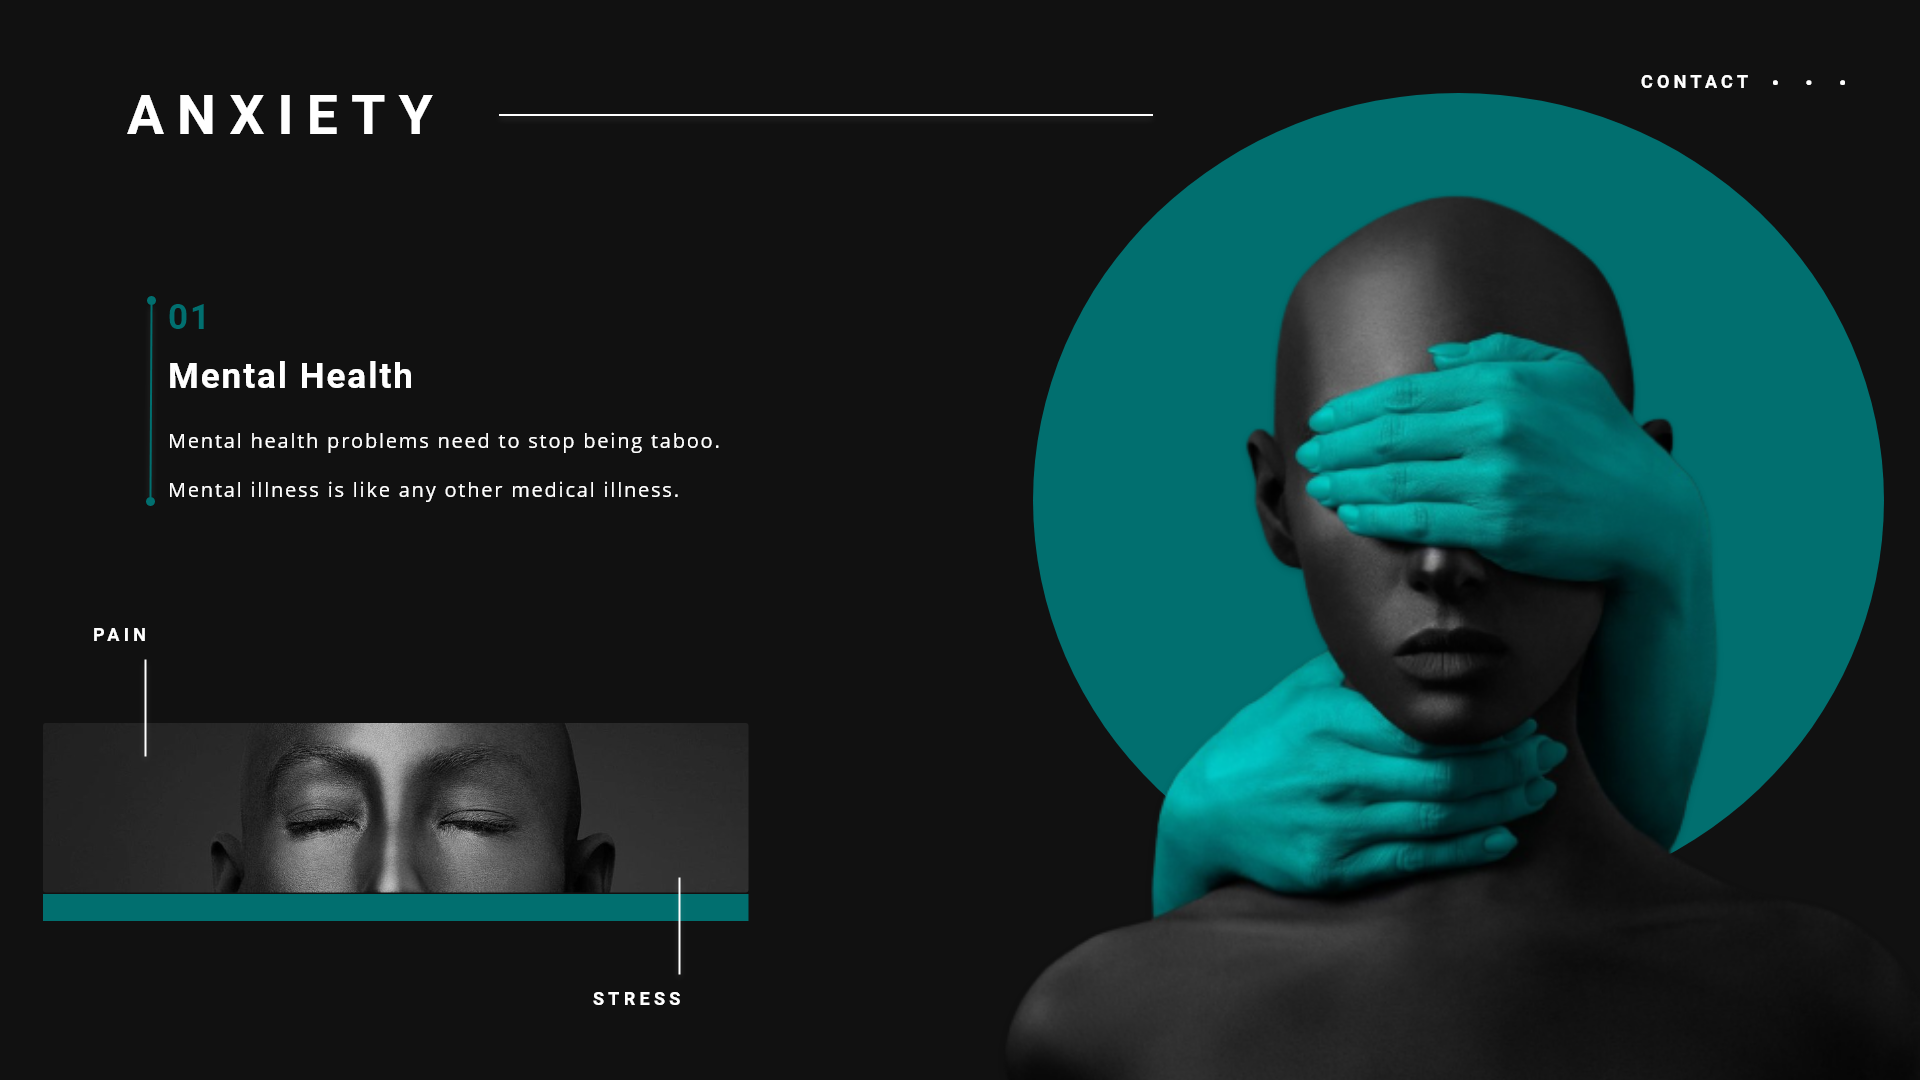 CONTACT
ANXIETY
01
Mental Health
Mental health problems need to stop being taboo.
Mental illness is like any other medical illness.
PAIN
STRESS